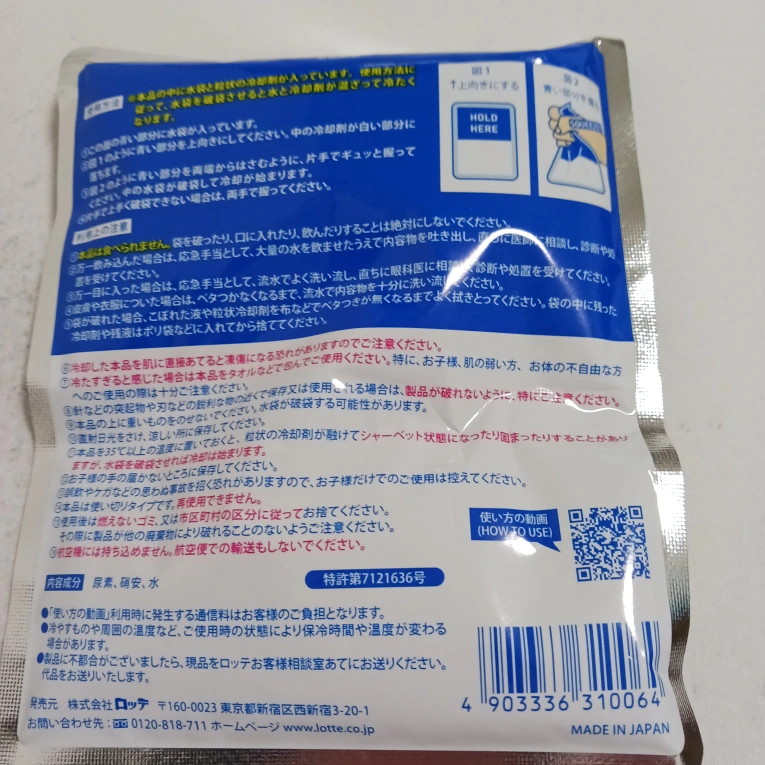 使用方法
※本品の中に水袋と粒状の冷却剤が入っています。使用方法に
従って、水袋を破袋させると水と冷却剤が混ざって冷たく
なります。
①この面の青い部分に水袋が入っています。
②図1のように青い部分を上向きにしてください。中の冷却剤が白い部分に
落ちます。
③図2のように青い部分を両端からはさむように、片手でギュッと握って
ください。中の水袋が破袋して冷却が始まります。
④片手で上手く破袋できない場合は、両手で握ってください。
図1
↑上向きにする
HOLD
HERE
図2
青い部分を
SQUEEZE
利用上の注意
①本品は食べられません。袋を破ったり、口に入れたり、飲んだりすることは絶対にしないでください。
②万一飲み込んだ場合は、応急手当として、大量の水を飲ませたうえで内容物を吐き出し、直ちに医師に相談し、診断や処
置を受けてください。
③万一目に入った場合は、応急手当として、流水でよく洗い流し、直ちに眼科医に相談し、診断や処置を受けてください。
④皮膚や衣服についた場合は、ベタつかなくなるまで、流水で内容物を十分に洗い流してください。
⑤袋が破れた場合、こぼれた液や粒状冷却剤を布などでベタつきが無くなるまでよく拭きとってください。袋の中に残った
冷却剤や残液はポリ袋などに入れてから捨ててください。
⑥冷却した本品を肌に直接あてると凍傷になる恐れがありますのでご注意ください。
⑦冷たすぎると感じた場合は本品をタオルなどで包んでご使用ください。特に、お子様、肌の弱い方、お体の不自由な方
へのご使用の際は十分ご注意ください。
⑧針などの突起物や刃などの鋭利な物の近くで保存又は使用される場合は、製品が破れないように、特にご注意ください。
⑨本品の上に重いものをのせないでください。水袋が破袋する可能性があります。
⑩直射日光をさけ、涼しい所に保存してください。
⑪本品を35℃以上の温度に置いておくと、粒状の冷却剤が融けてシャーベット状態になったり固まったりすることがあり
ますが、水袋を破袋させれば冷却は始まります。
⑫お子様の手の届かないところに保存してください。
⑬誤飲やケガなどの思わぬ事故を招く恐れがありますので、お子様だけでのご使用は控えてください。
⑭本品は使い切りタイプです。再使用できません。
⑮使用後は燃えないゴミ、又は市区町村の区分に従ってお捨てください。
その際に製品が他の廃棄物により破れることのないようご注意ください。
⑯航空機には持ち込めません。航空便での輸送もしないでください。
使い方の動画
(HOW TO USE)
内容成分 尿素、硝安、水
特許第7121636号
●「使い方の動画」利用時に発生する通信料はお客様のご負担となります。
●冷やすものや周囲の温度など、ご使用時の状態により保冷時間や温度が変わる
場合があります。
●製品に不都合がございましたら、現品をロッテお客様相談室あてにお送りください。
代品をお送りいたします。
発売元 株式会社ロッテ 〒160-0023 東京都新宿区西新宿3-20-1
お問い合わせ先：0120-818-711 ホームページ www.lotte.co.jp
4 903336 310064
MADE IN JAPAN